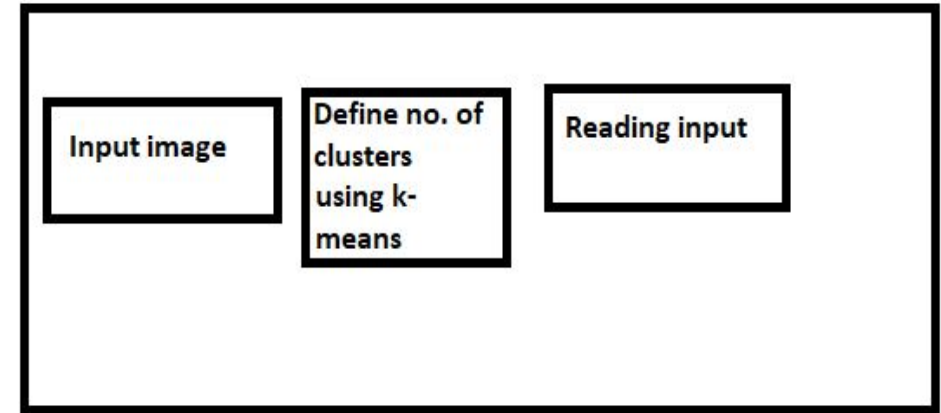 Input image
Define no. of
clusters
using k-
means
Reading input